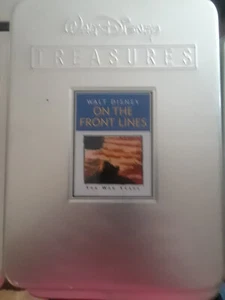 Walt Disney
TREASURES
WALT DISNEY
ON THE
FRONT LINES
The War Years